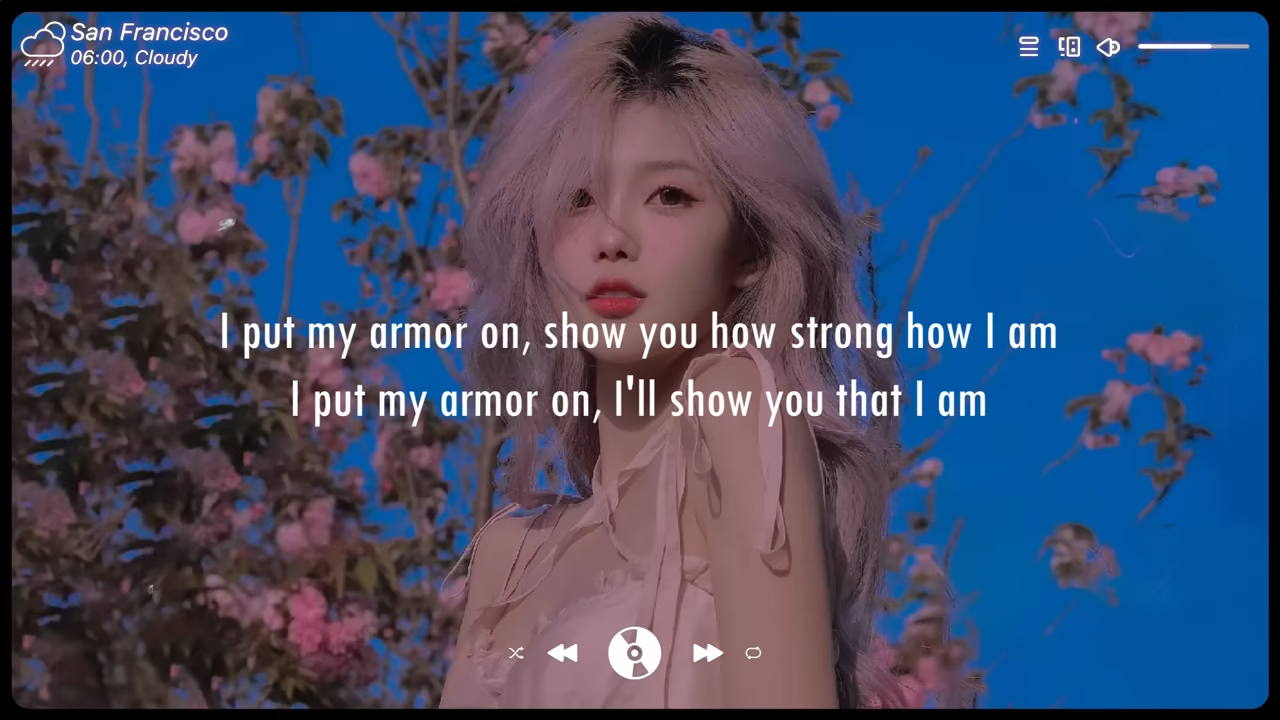 San Francisco
06:00, Cloudy
I put my armor on, show you how strong how I am
I put my armor on, I'll show you that I am